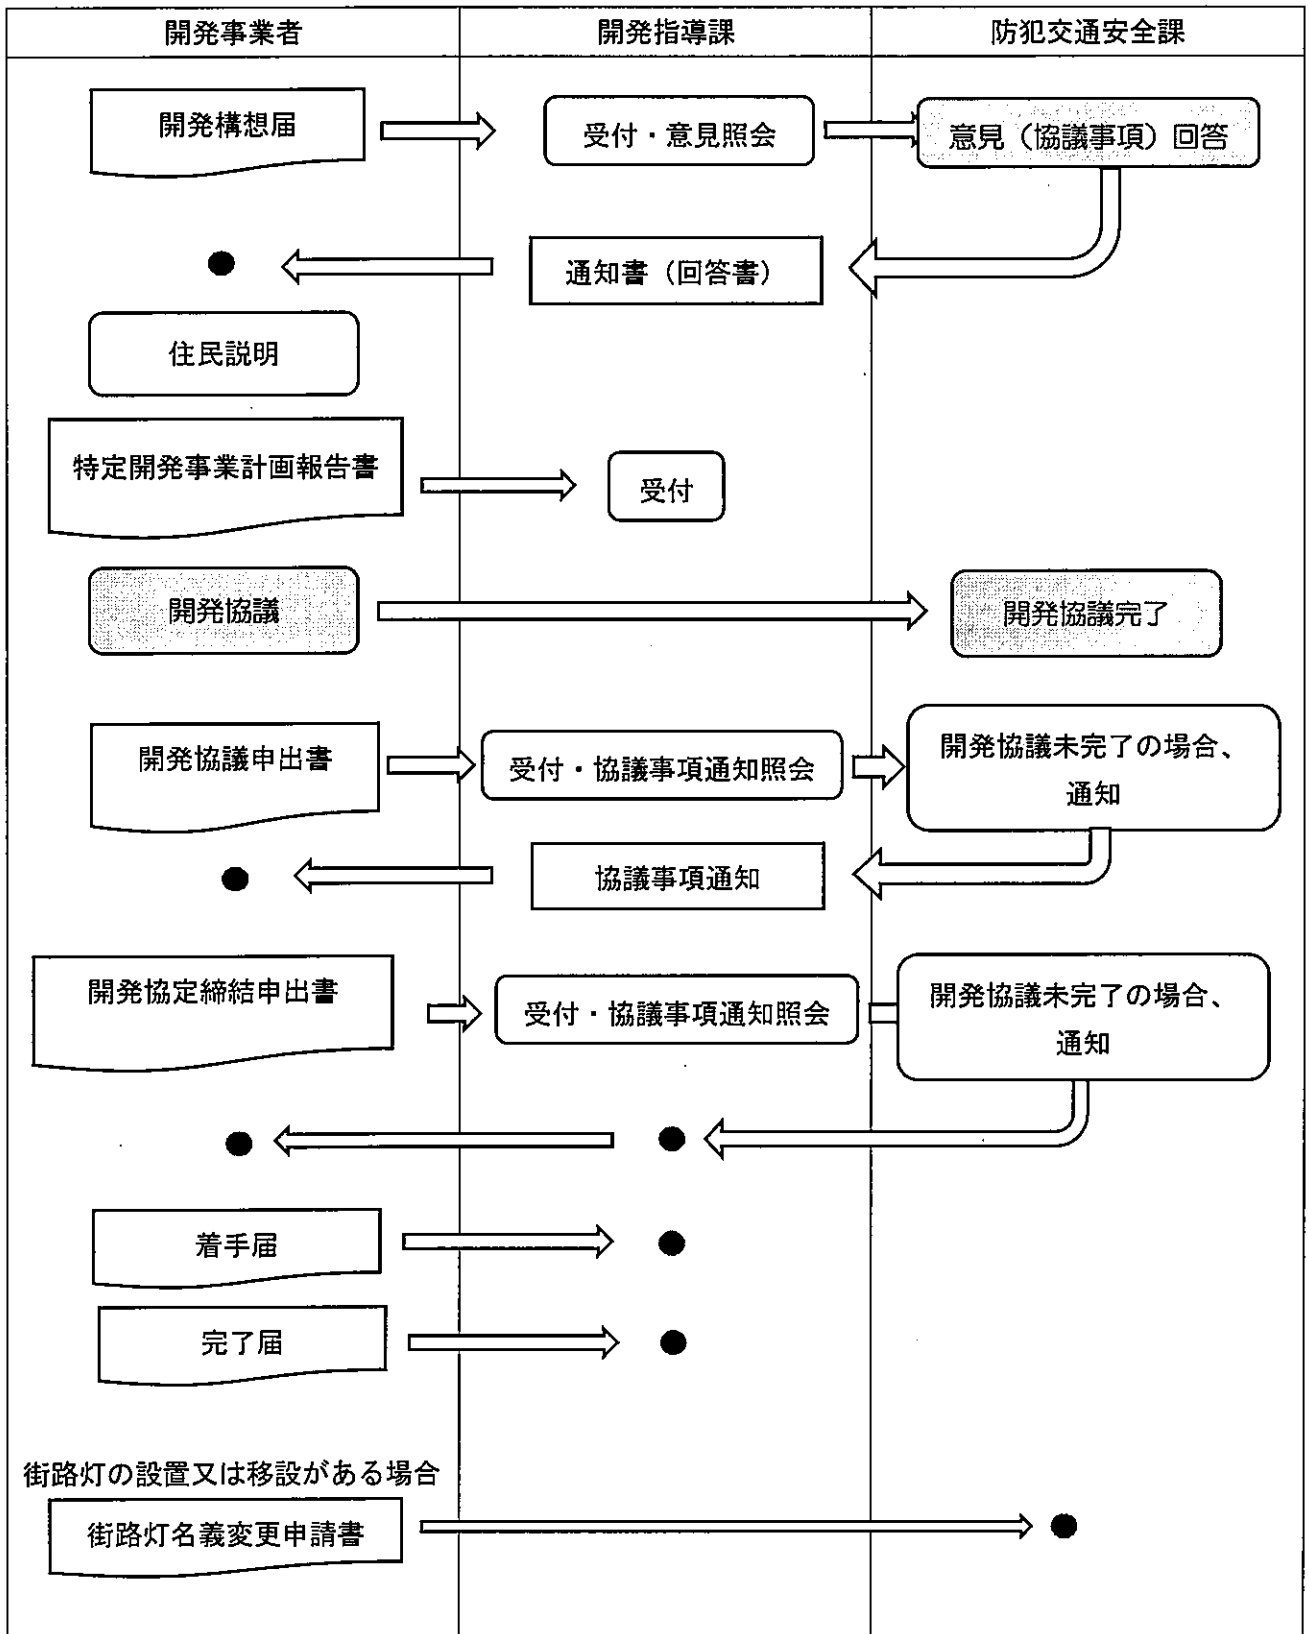 開発事業者
開発指導課
防犯交通安全課
開発構想届
受付・意見照会
意見（協議事項）回答
通知書（回答書）
住民説明
特定開発事業計画報告書
受付
開発協議
開発協議完了
開発協議申出書
受付・協議事項通知照会
開発協議未完了の場合、
通知
協議事項通知
開発協定締結申出書
受付・協議事項通知照会
開発協議未完了の場合、
通知
着手届
完了届
街路灯の設置又は移設がある場合
街路灯名義変更申請書